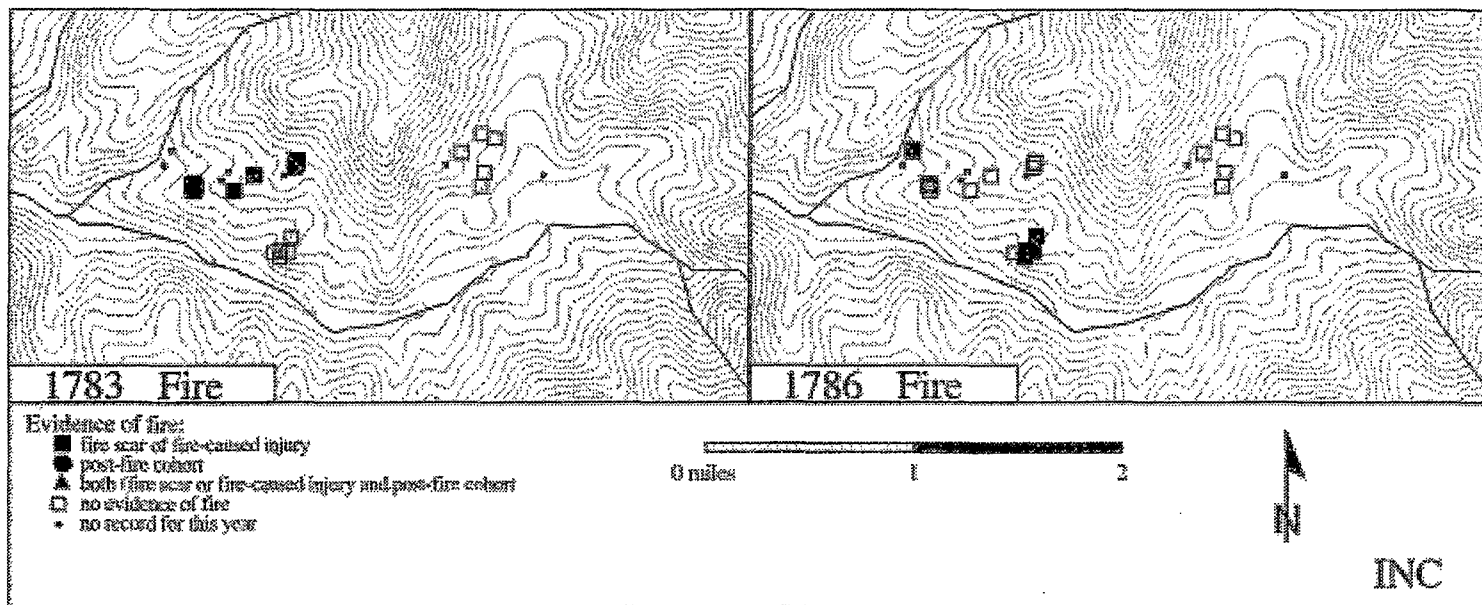 1783 Fire
1786 Fire
Evidence of fire:
fire scar of fire-caused injury
post-fire cohort
both (fire scar or fire-caused injury and post-fire cohort
no evidence of fire
no record for this year
0 miles 1 2
N
INC